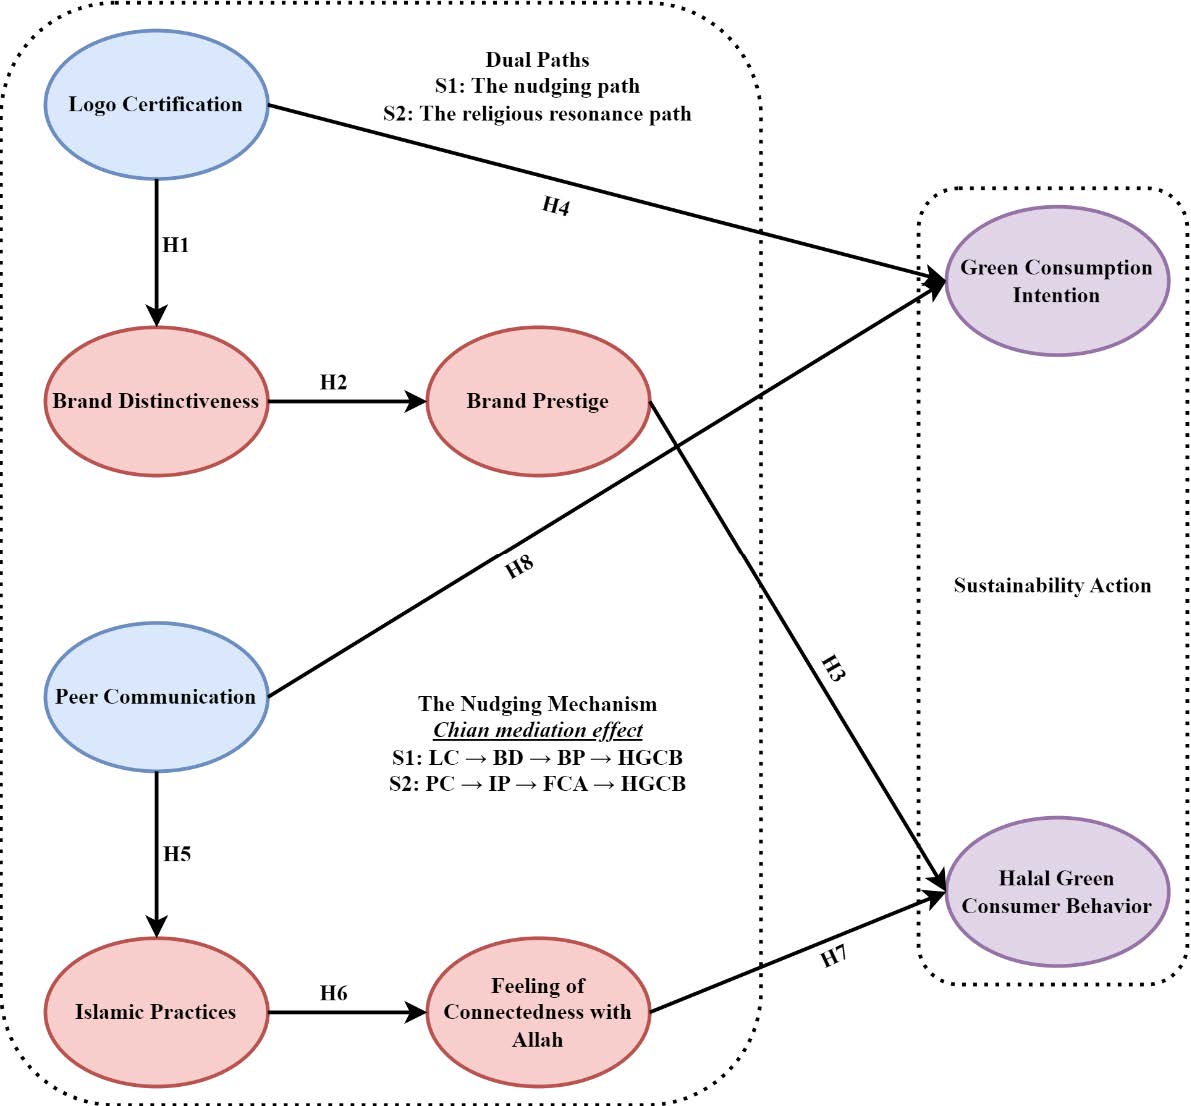 Dual Paths
S1: The nudging path
S2: The religious resonance path
Logo Certification
H4
H1
Green Consumption
Intention
Brand Distinctiveness
H2
Brand Prestige
H8
Sustainability Action
H3
Peer Communication
The Nudging Mechanism
Chian mediation effect
S1: LC → BD → BP → HGCB
S2: PC → IP → FCA → HGCB
H5
Halal Green
Consumer Behavior
H7
Islamic Practices
H6
Feeling of
Connectedness with
Allah